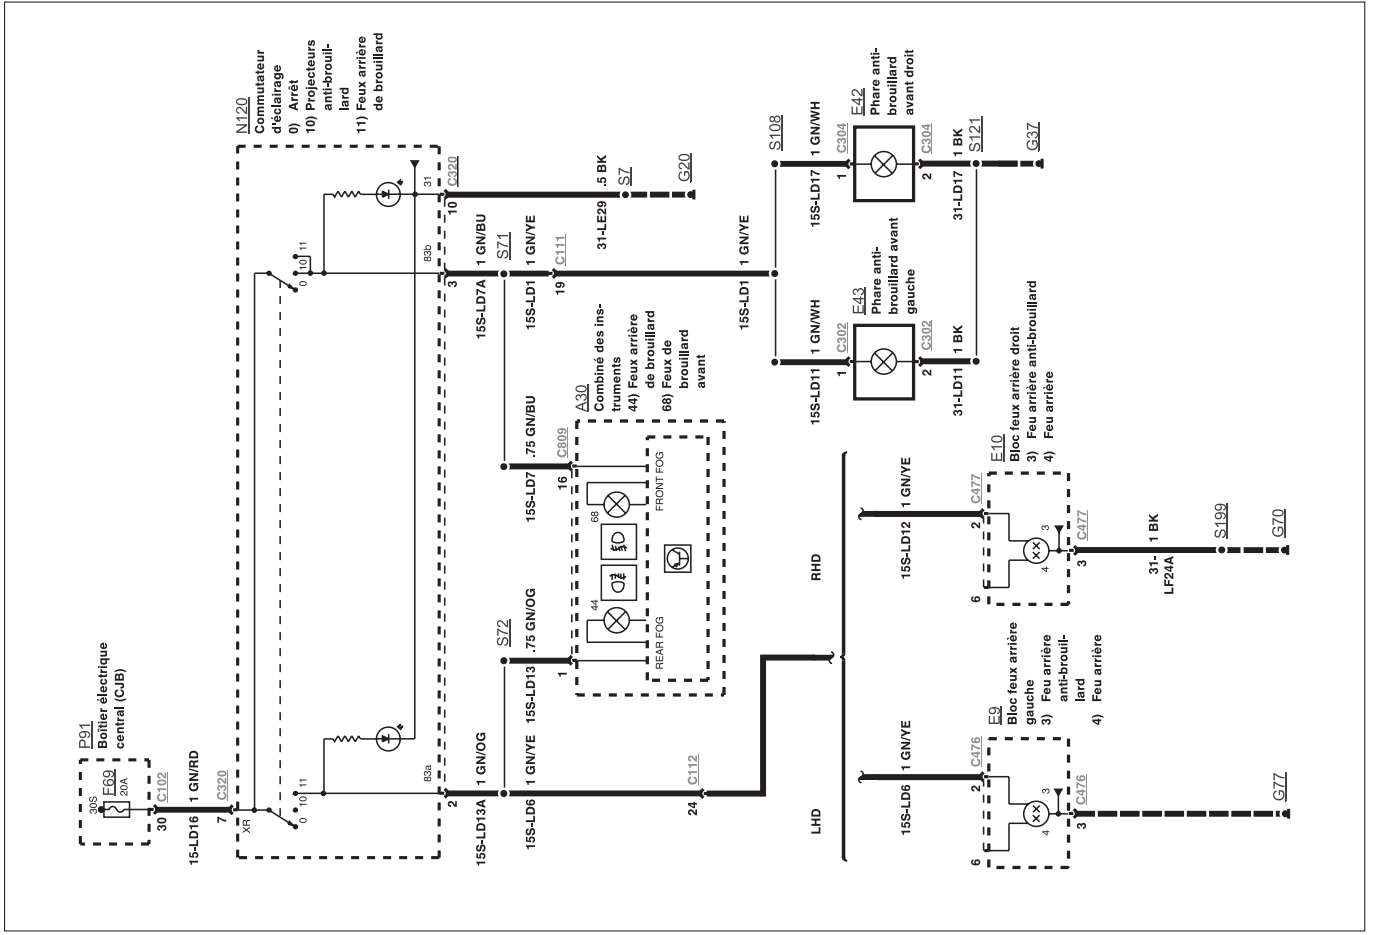 P91
Boîtier électrique
central (CJB)
30S
F69
20A
C102
30
15-LD16
1 GN/RD
C320
7
XR
N120
Commutateur
d'éclairage
0) Arrêt
10) Projecteurs
anti-brouil-
lard
11) Feux arrière
de brouillard
0
10
11
0
10
11
83a
83b
31
C320
2
3
10
15S-LD13A
1 GN/OG
15S-LD7A
1 GN/BU
31-LE29
.5 BK
S7
G20
S72
S71
15S-LD6
1 GN/YE
15S-LD13
.75 GN/OG
15S-LD7
.75 GN/BU
15S-LD1
1 GN/YE
C111
19
C809
1
16
A30
Combiné des ins-
truments
44) Feux arrière
de brouillard
68) Feux de
brouillard
avant
44
68
REAR FOG
FRONT FOG
C112
24
15S-LD1
1 GN/YE
S108
15S-LD11
1 GN/WH
C302
1
15S-LD17
1 GN/WH
C304
1
E43
Phare anti-
brouillard avant
gauche
E42
Phare anti-
brouillard
avant droit
C302
2
31-LD11
1 BK
C304
2
31-LD17
1 BK
S121
G37
LHD
RHD
15S-LD6
1 GN/YE
C476
2
6
15S-LD12
1 GN/YE
C477
2
6
E9
Bloc feux arrière
gauche
3) Feu arrière
anti-brouil-
lard
4) Feu arrière
E10
Bloc feux arrière droit
3) Feu arrière anti-brouillard
4) Feu arrière
4
3
4
3
C476
3
C477
3
31-
LF24A
1 BK
S199
G77
G70